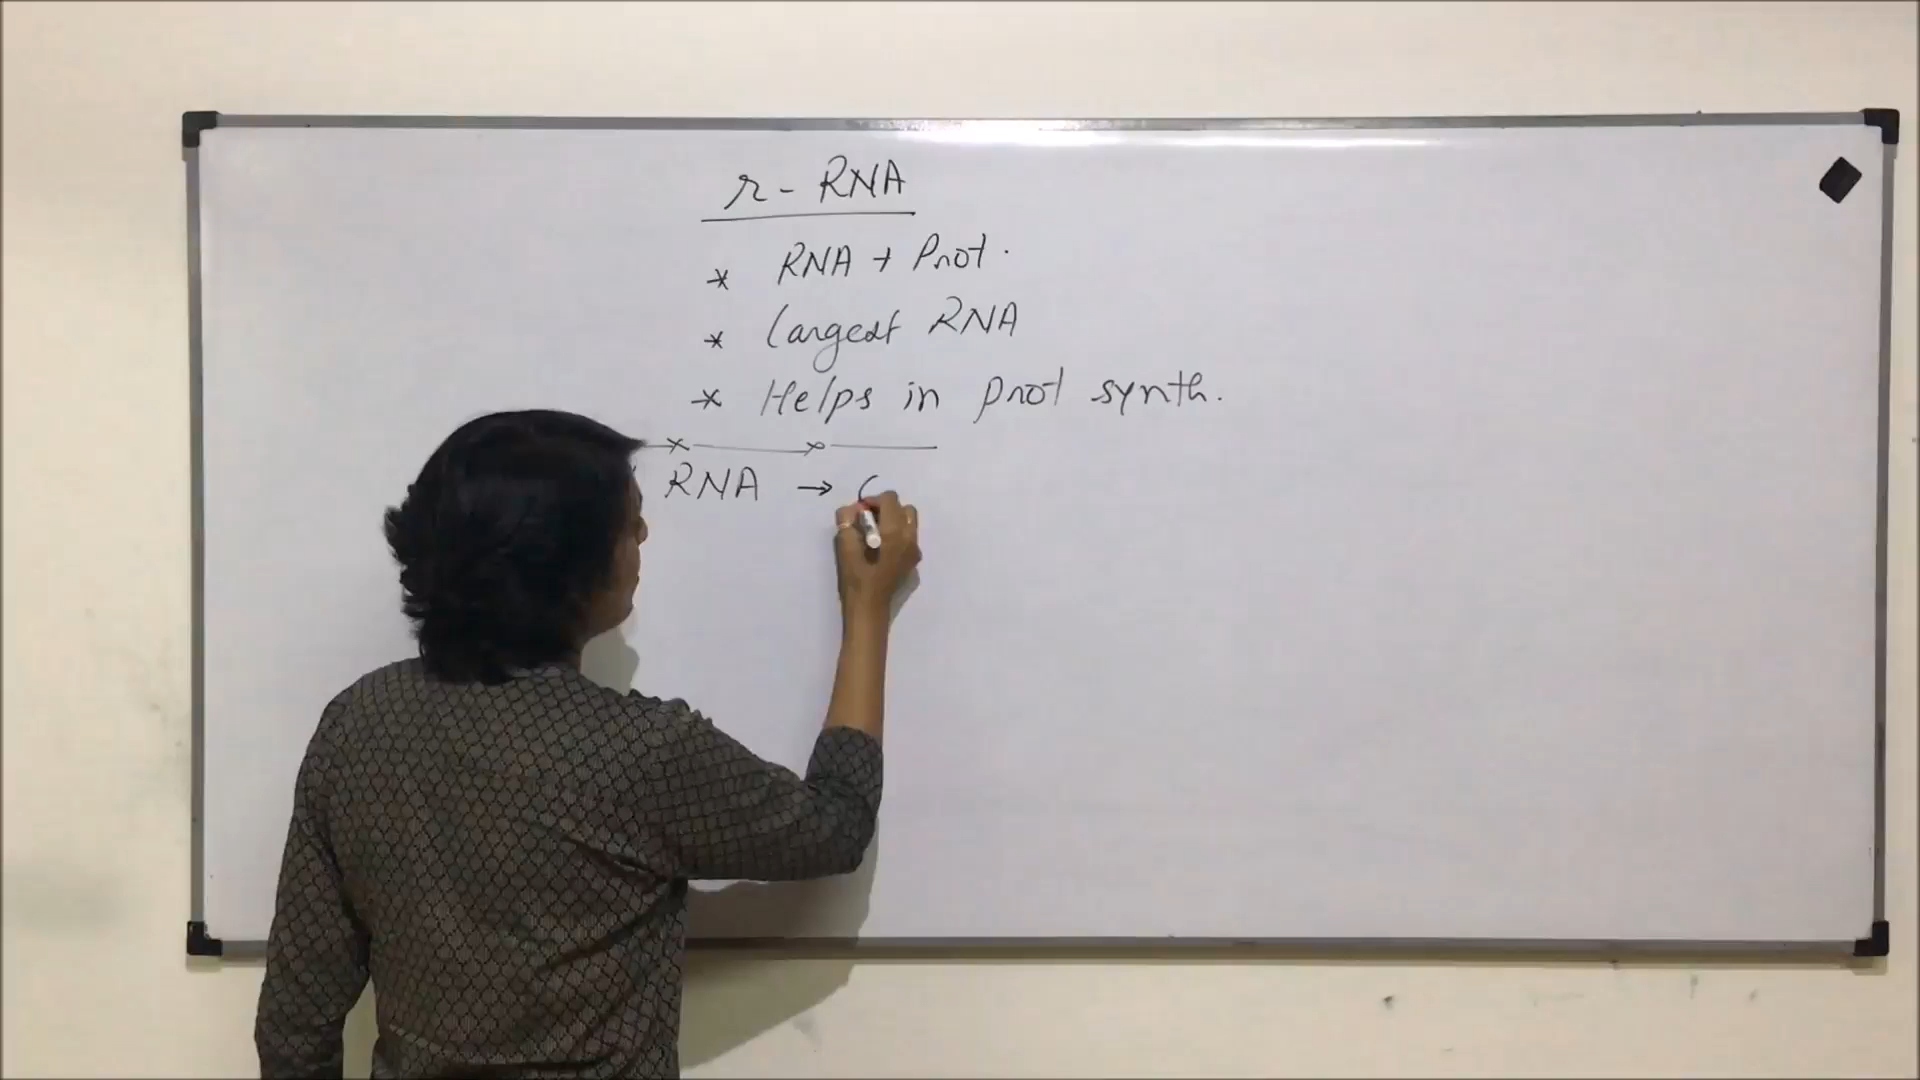 r - RNA
* RNA + Prot.
* Largest RNA
* Helps in prot synth.
RNA →